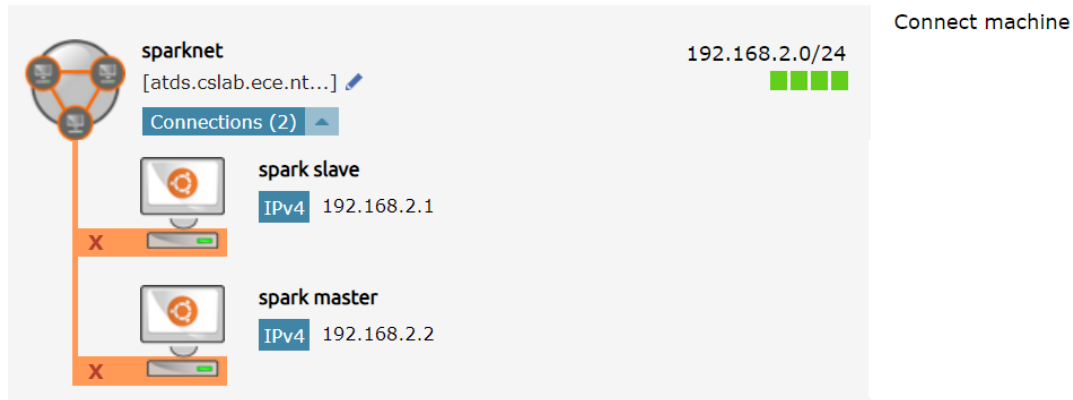 sparknet
192.168.2.0/24
Connect machine
[atds.cslab.ece.nt...]
Connections (2)
spark slave
IPv4 192.168.2.1
X
spark master
IPv4 192.168.2.2
X